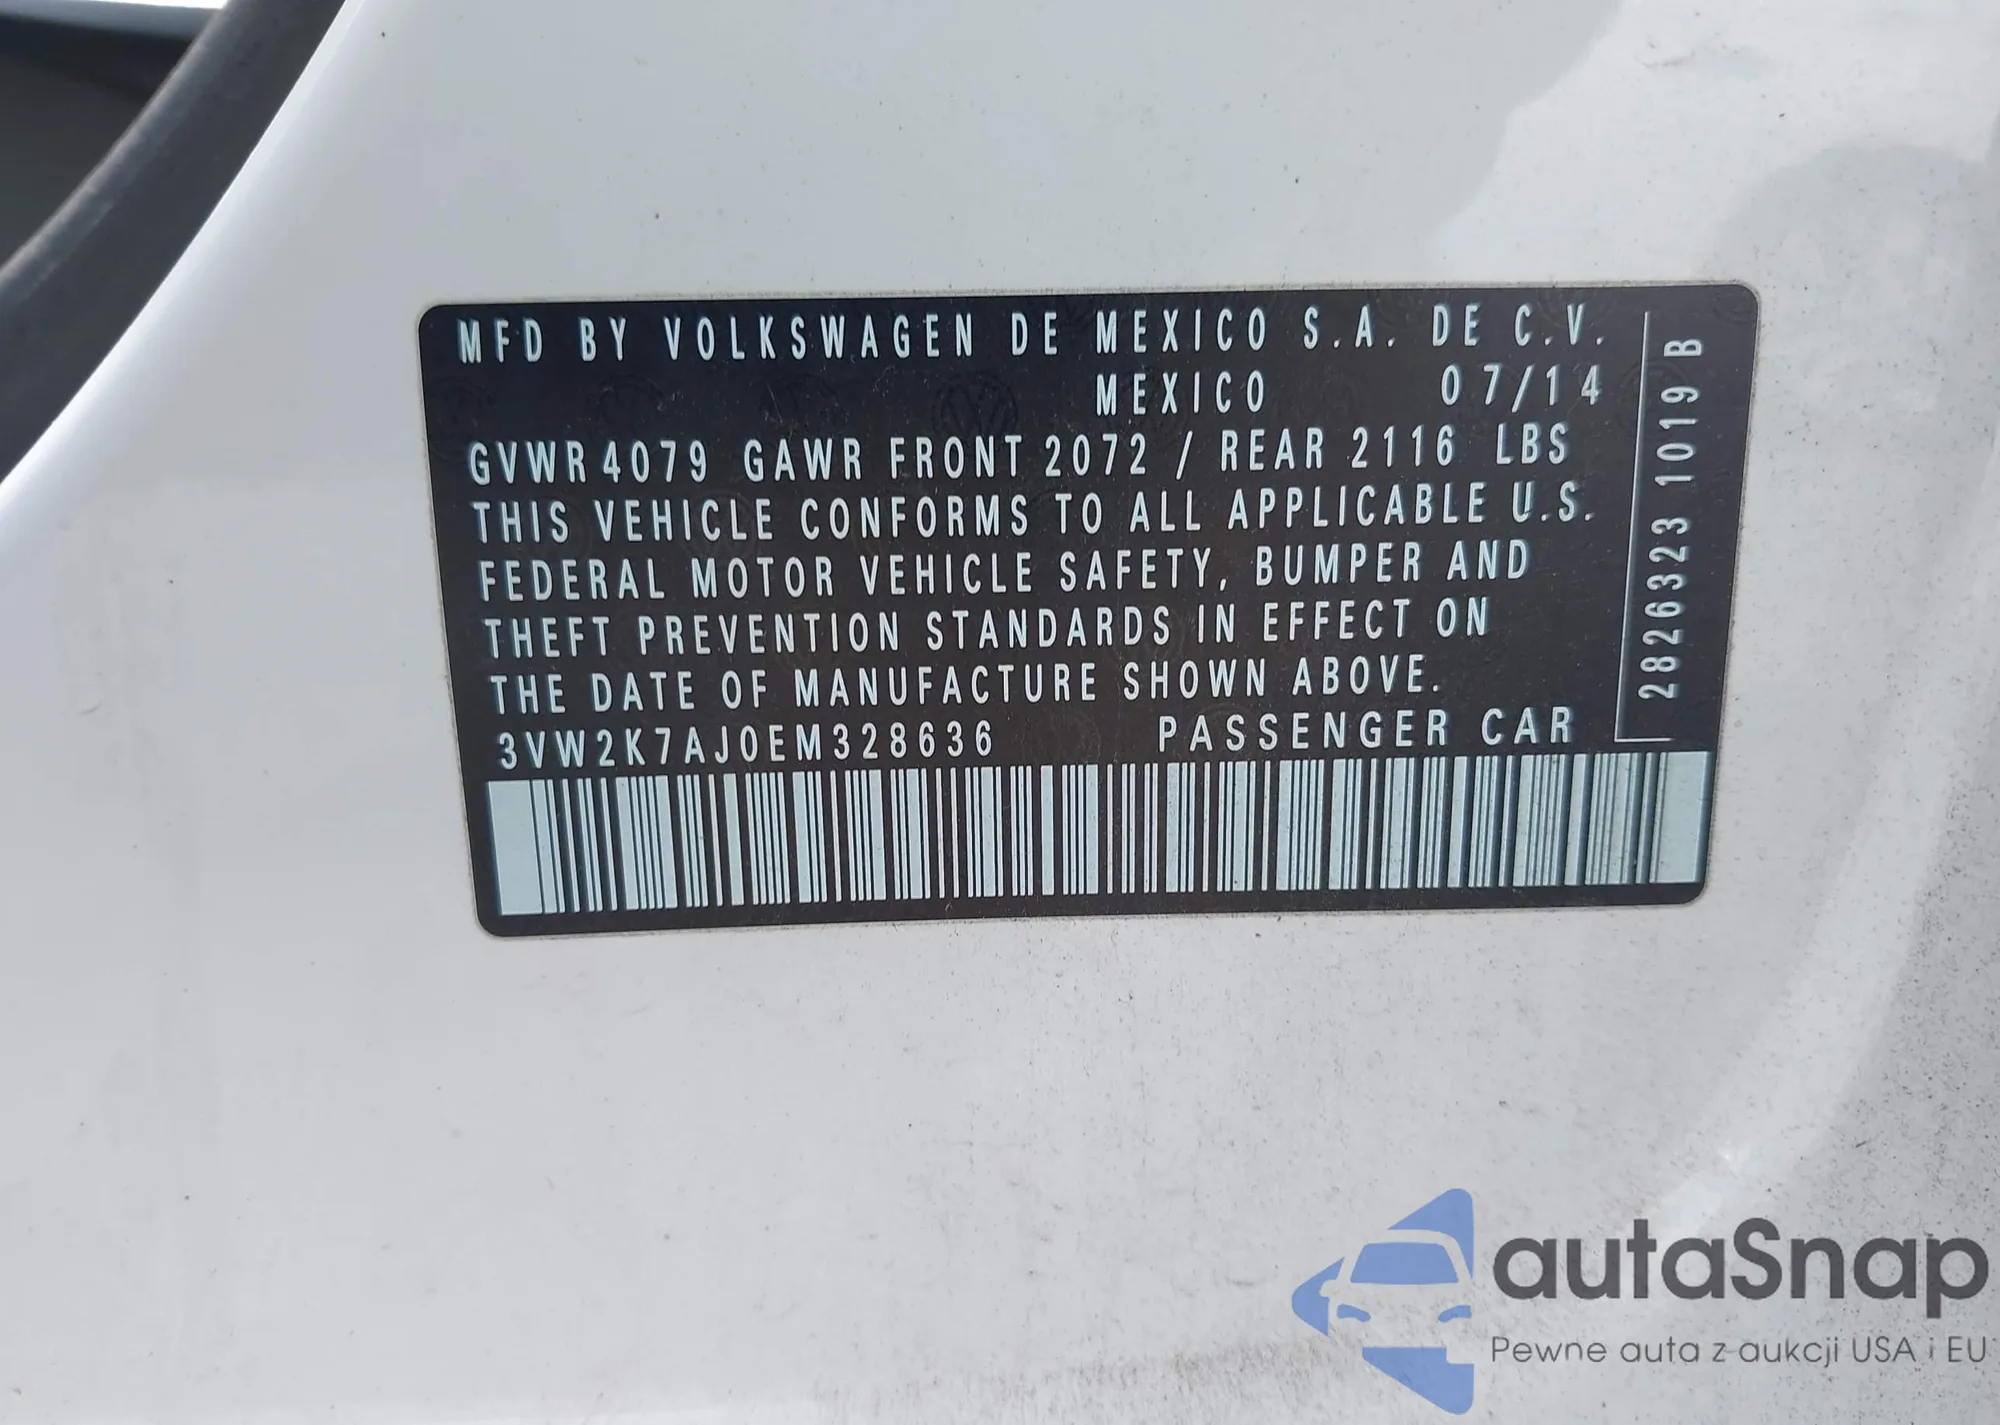 MFD BY VOLKSWAGEN DE MEXICO S.A. DE C.V.
MEXICO 07/14
GVWR 4079 GAWR FRONT 2072 / REAR 2116 LBS
THIS VEHICLE CONFORMS TO ALL APPLICABLE U.S.
FEDERAL MOTOR VEHICLE SAFETY, BUMPER AND
THEFT PREVENTION STANDARDS IN EFFECT ON
THE DATE OF MANUFACTURE SHOWN ABOVE.
3VW2K7AJ0EM328636 PASSENGER CAR
2826323 1019 B
autaSnap
Pewne auta z aukcji USA i EU